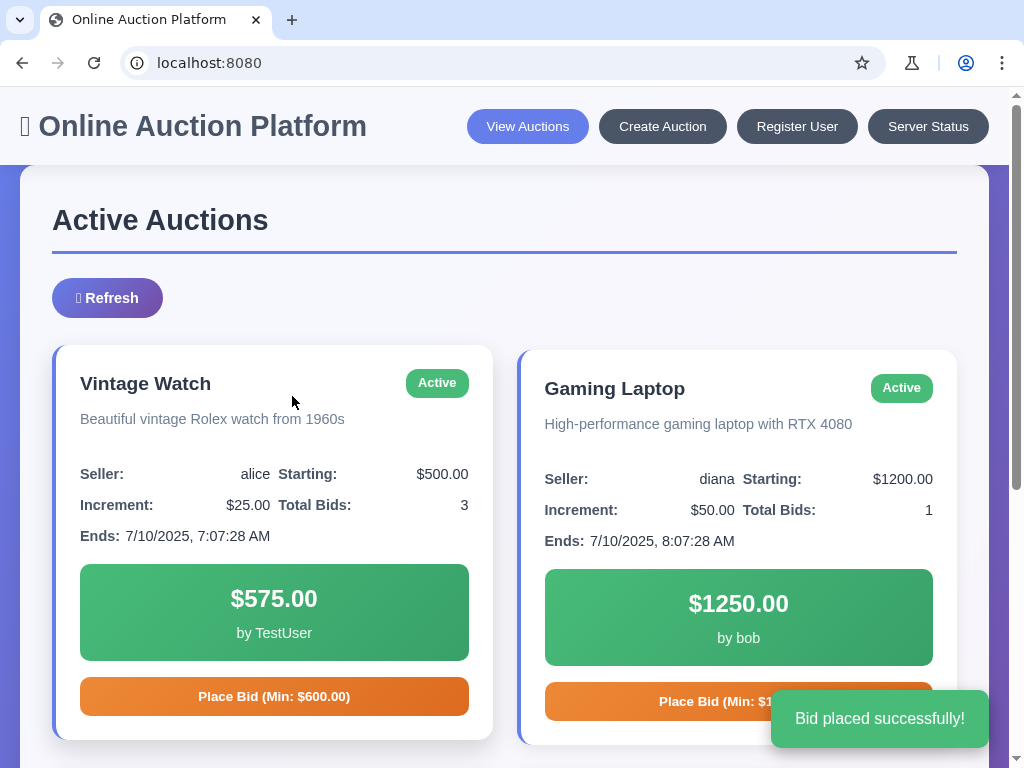 Online Auction Platform
localhost:8080
Online Auction Platform
View Auctions
Create Auction
Register User
Server Status
Active Auctions
Refresh
Vintage Watch
Active
Beautiful vintage Rolex watch from 1960s
Seller: alice Starting: $500.00
Increment: $25.00 Total Bids: 3
Ends: 7/10/2025, 7:07:28 AM
$575.00
by TestUser
Place Bid (Min: $600.00)
Gaming Laptop
Active
High-performance gaming laptop with RTX 4080
Seller: diana Starting: $1200.00
Increment: $50.00 Total Bids: 1
Ends: 7/10/2025, 8:07:28 AM
$1250.00
by bob
Place Bid (Min:
Bid placed successfully!